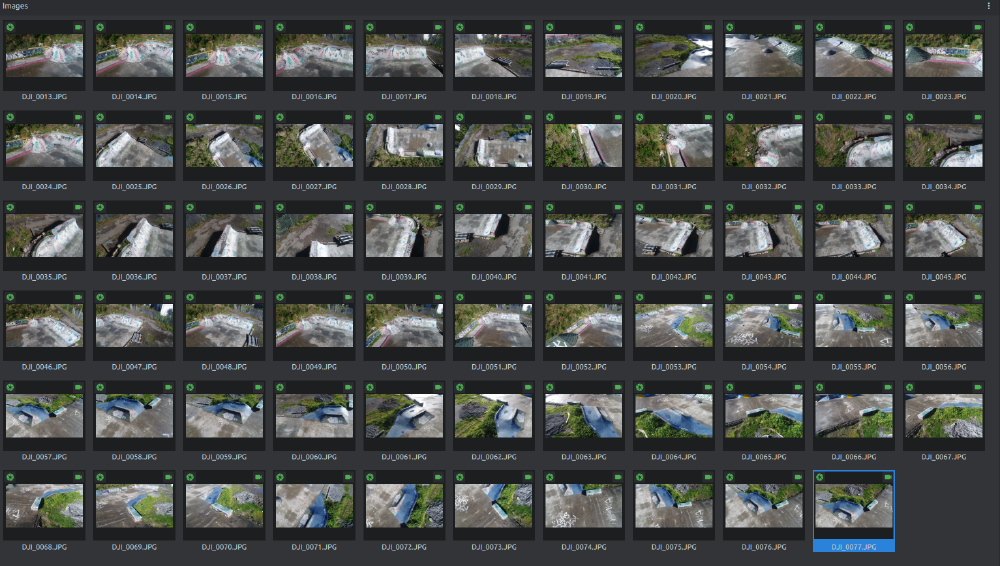 Images
DJI_0013.JPG DJI_0014.JPG DJI_0015.JPG DJI_0016.JPG DJI_0017.JPG DJI_0018.JPG DJI_0019.JPG DJI_0020.JPG DJI_0021.JPG DJI_0022.JPG DJI_0023.JPG
DJI_0024.JPG DJI_0025.JPG DJI_0026.JPG DJI_0027.JPG DJI_0028.JPG DJI_0029.JPG DJI_0030.JPG DJI_0031.JPG DJI_0032.JPG DJI_0033.JPG DJI_0034.JPG
DJI_0035.JPG DJI_0036.JPG DJI_0037.JPG DJI_0038.JPG DJI_0039.JPG DJI_0040.JPG DJI_0041.JPG DJI_0042.JPG DJI_0043.JPG DJI_0044.JPG DJI_0045.JPG
DJI_0046.JPG DJI_0047.JPG DJI_0048.JPG DJI_0049.JPG DJI_0050.JPG DJI_0051.JPG DJI_0052.JPG DJI_0053.JPG DJI_0054.JPG DJI_0055.JPG DJI_0056.JPG
DJI_0057.JPG DJI_0058.JPG DJI_0059.JPG DJI_0060.JPG DJI_0061.JPG DJI_0062.JPG DJI_0063.JPG DJI_0064.JPG DJI_0065.JPG DJI_0066.JPG DJI_0067.JPG
DJI_0068.JPG DJI_0069.JPG DJI_0070.JPG DJI_0071.JPG DJI_0072.JPG DJI_0073.JPG DJI_0074.JPG DJI_0075.JPG DJI_0076.JPG DJI_0077.JPG